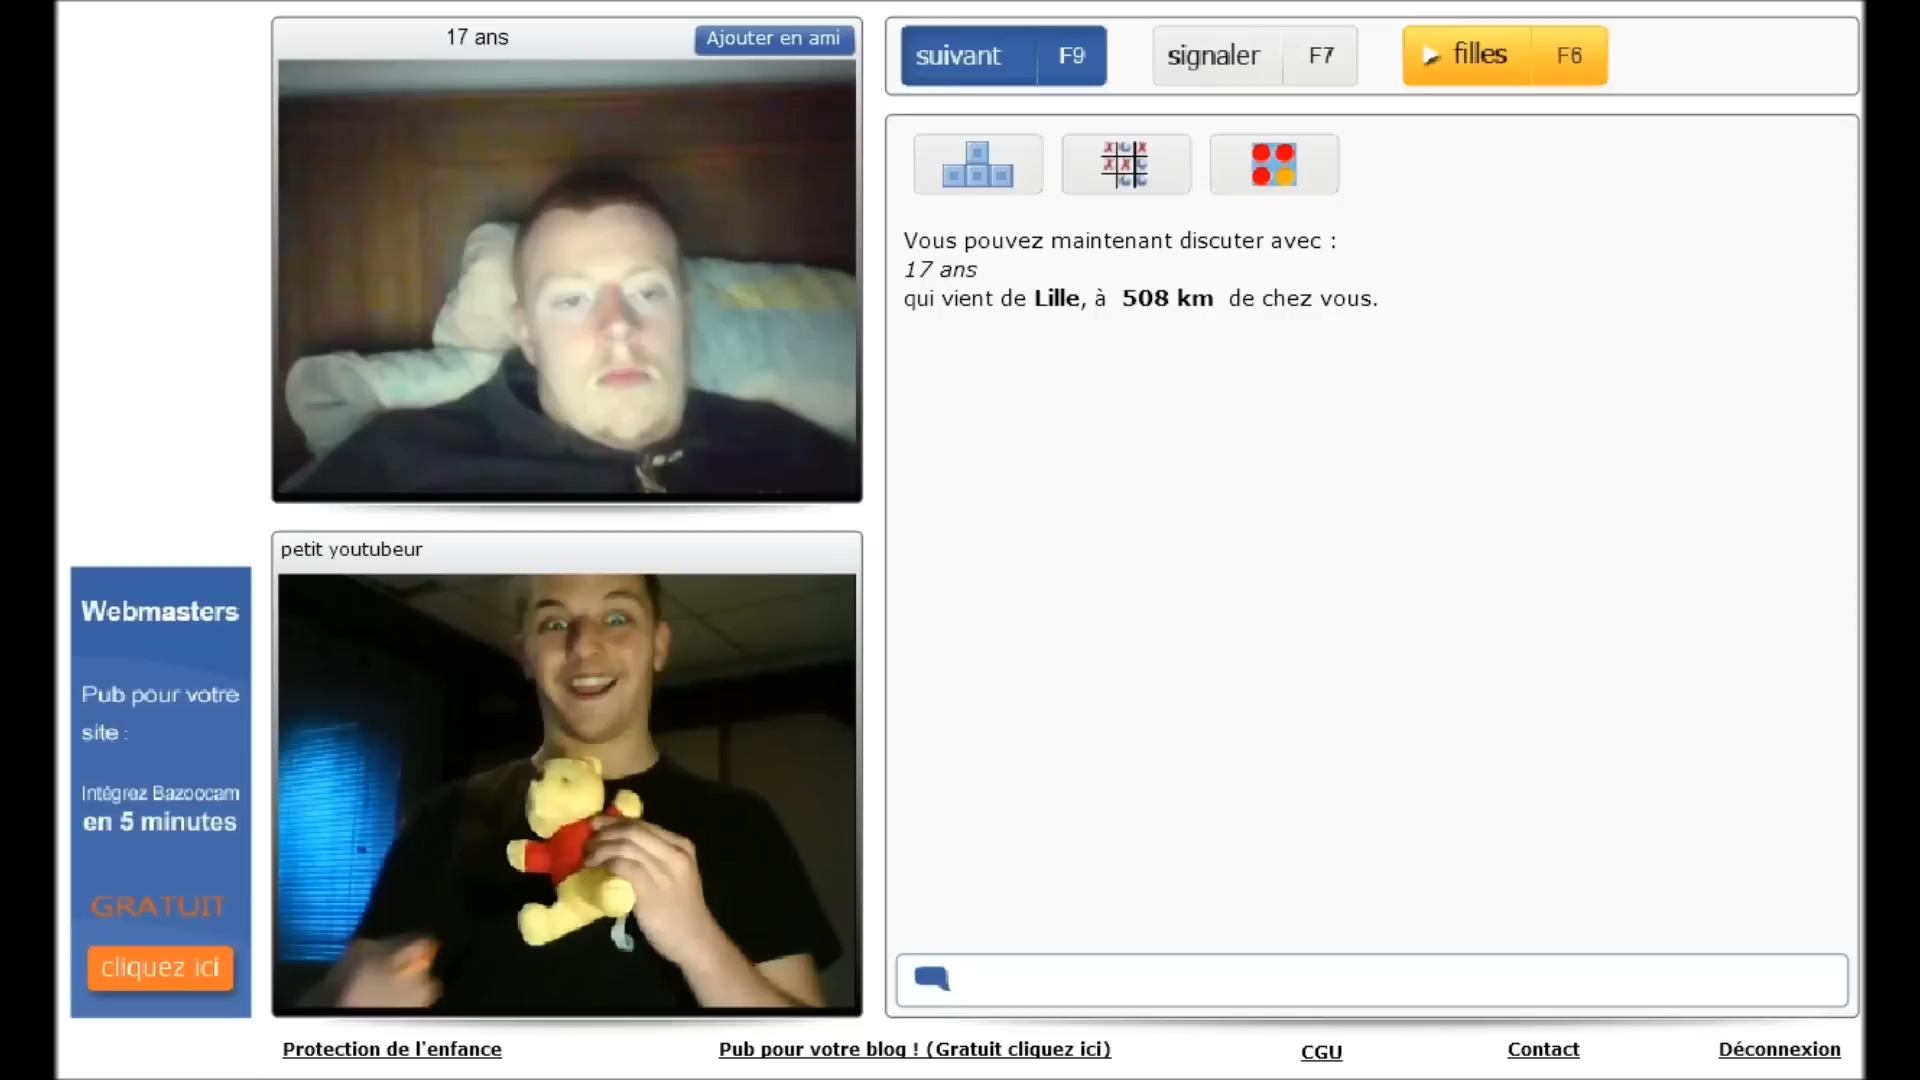 17 ans
Ajouter en ami
suivant F9
signaler F7
filles F6
Vous pouvez maintenant discuter avec :
17 ans
qui vient de Lille, à 508 km de chez vous.
petit youtubeur
Webmasters
Pub pour votre
site :
Intégrez Bazoocam
en 5 minutes
GRATUIT
cliquez ici
Protection de l'enfance
Pub pour votre blog ! (Gratuit cliquez ici)
CGU
Contact
Déconnexion